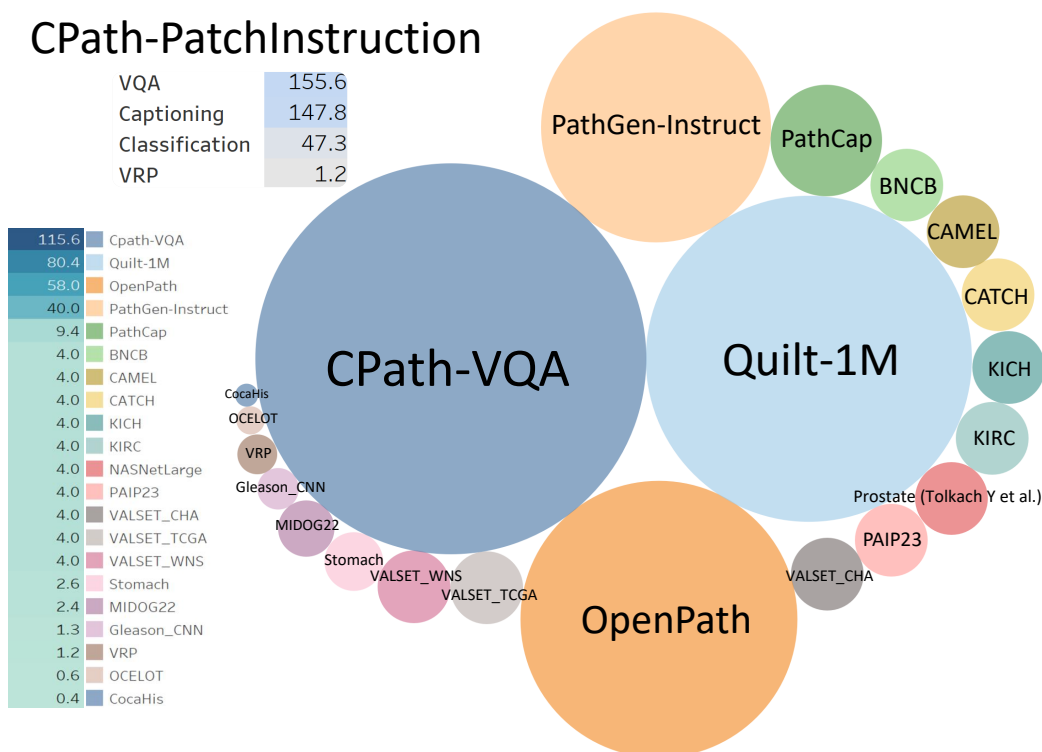 CPath-PatchInstruction
VQA 155.6
Captioning 147.8
Classification 47.3
VRP 1.2
115.6 Cpath-VQA
80.4 Quilt-1M
58.0 OpenPath
40.0 PathGen-Instruct
9.4 PathCap
4.0 BNCB
4.0 CAMEL
4.0 CATCH
4.0 KICH
4.0 KIRC
4.0 NASNetLarge
4.0 PAIP23
4.0 VALSET_CHA
4.0 VALSET_TCGA
4.0 VALSET_WNS
2.6 Stomach
2.4 MIDOG22
1.3 Gleason_CNN
1.2 VRP
0.6 OCELOT
0.4 CocaHis
PathGen-Instruct
PathCap
BNCB
CAMEL
CATCH
KICH
KIRC
Prostate (Tolkach Y et al.)
PAIP23
VALSET_CHA
CPath-VQA
Quilt-1M
OpenPath
CocaHis
OCELOT
VRP
Gleason_CNN
MIDOG22
Stomach
VALSET_WNS
VALSET_TCGA